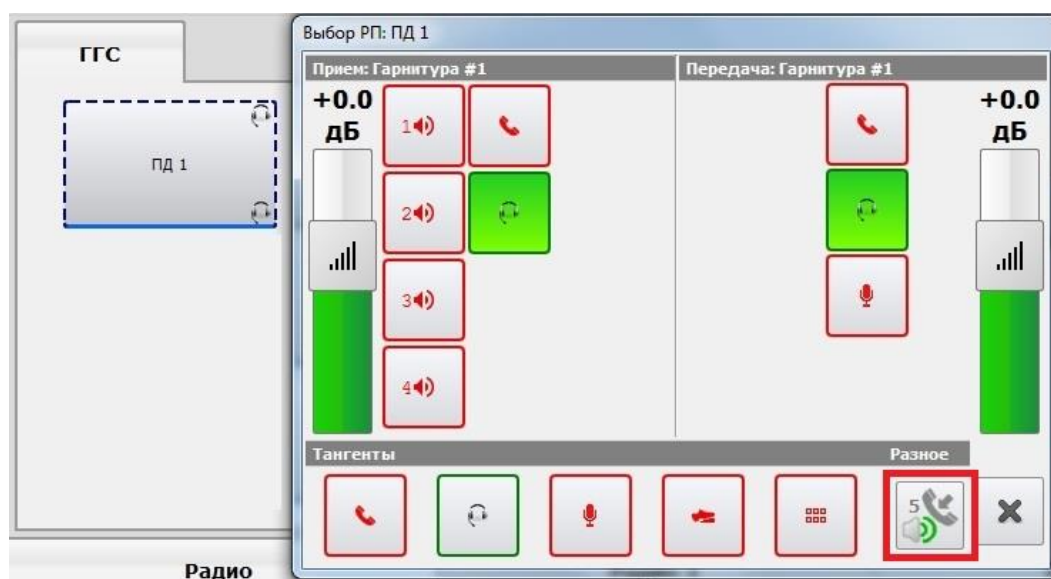 ГГС
ПД 1
Выбор РП: ПД 1
Прием: Гарнитура #1
Передача: Гарнитура #1
+0.0
дБ
1
2
3
4
+0.0
дБ
Тангенты
Разное
5
Радио